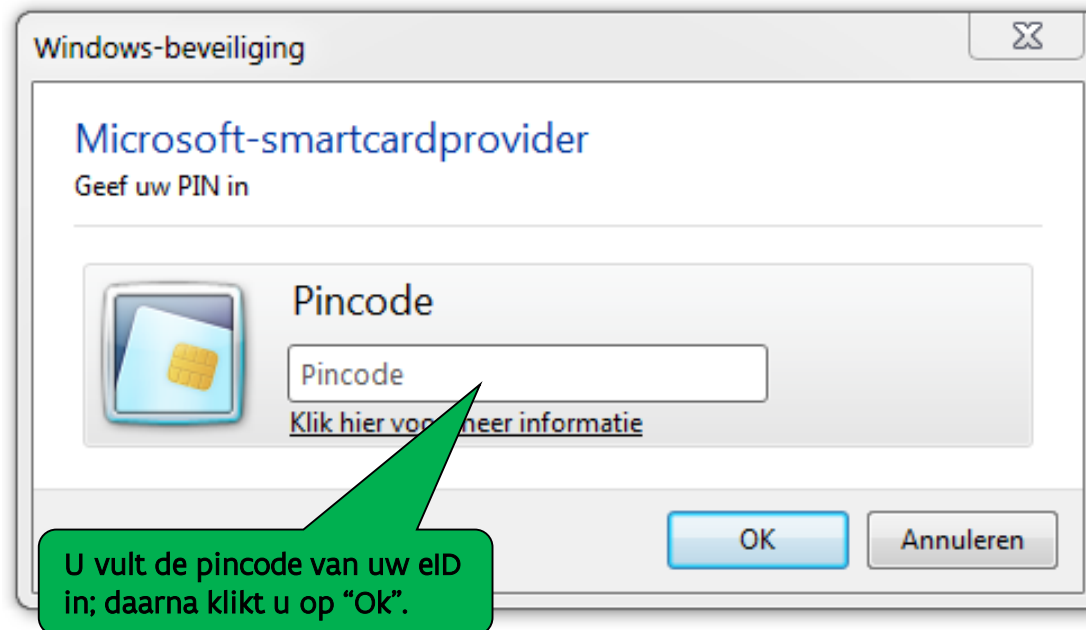 Windows-beveiliging
Microsoft-smartcardprovider
Geef uw PIN in
Pincode
Pincode
Klik hier voor meer informatie
OK
Annuleren
U vult de pincode van uw eID
in; daarna klikt u op “Ok”.